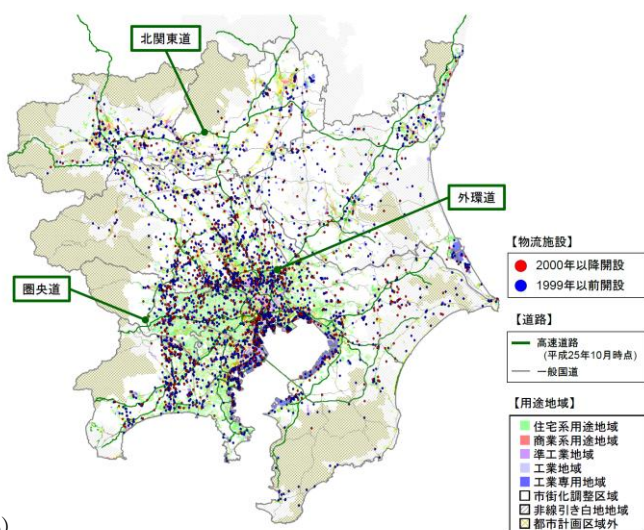 北関東道
外環道
圏央道
【物流施設】
2000年以降開設
1999年以前開設
【道路】
高速道路
(平成25年10月時点)
一般国道
【用途地域】
住宅系用途地域
商業系用途地域
準工業地域
工業地域
工業専用地域
市街化調整区域
非線引き白地地域
都市計画区域外
)